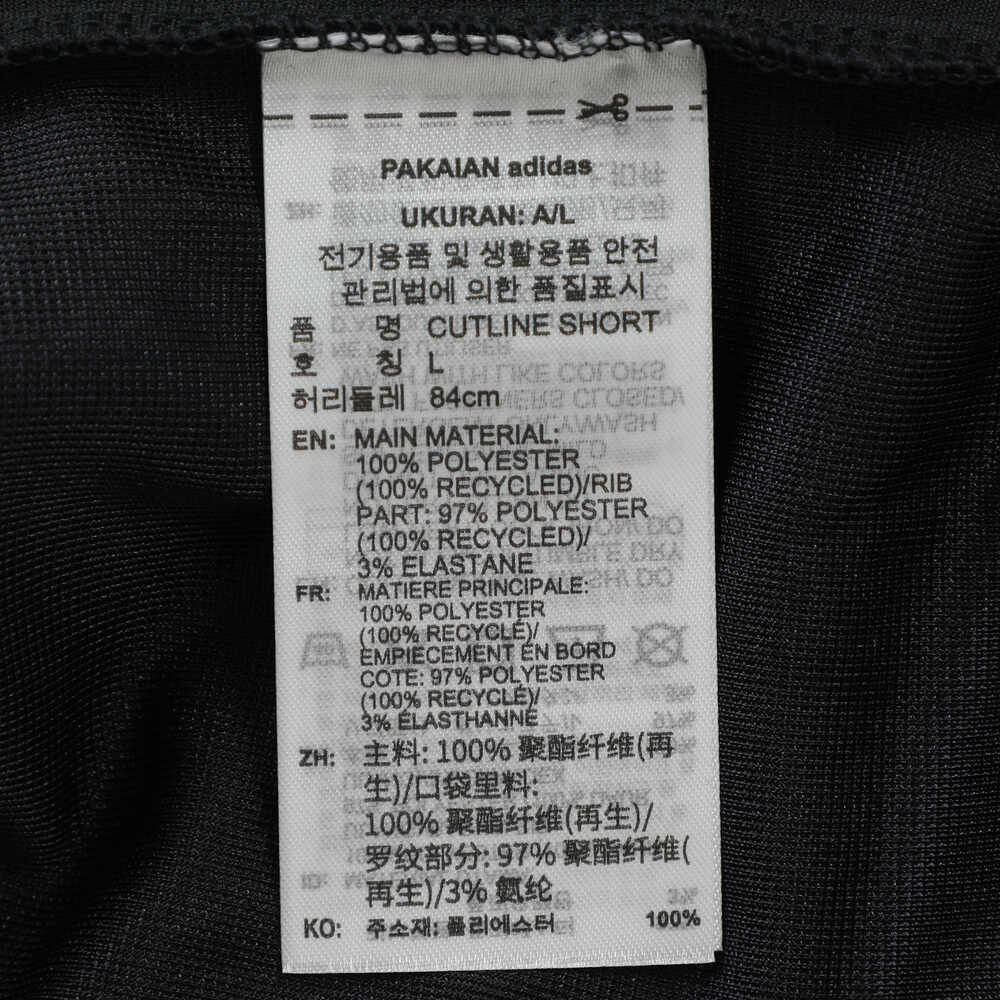 PAKAIAN adidas
UKURAN: A/L
전기용품 및 생활용품 안전
관리법에 의한 품질표시
품 명 CUTLINE SHORT
호 칭 L
허리둘레 84cm
EN: MAIN MATERIAL:
100% POLYESTER
(100% RECYCLED)/RIB
PART: 97% POLYESTER
(100% RECYCLED)/
3% ELASTANE
FR: MATIERE PRINCIPALE:
100% POLYESTER
(100% RECYCLÉ)/
EMPIECEMENT EN BORD
COTE: 97% POLYESTER
(100% RECYCLÉ)/
3% ÉLASTHANNE
ZH: 主料: 100% 聚酯纤维(再
生)/口袋里料:
100% 聚酯纤维(再生)/
罗纹部分: 97% 聚酯纤维(
再生)/3% 氨纶
KO: 주소재: 폴리에스터 100%